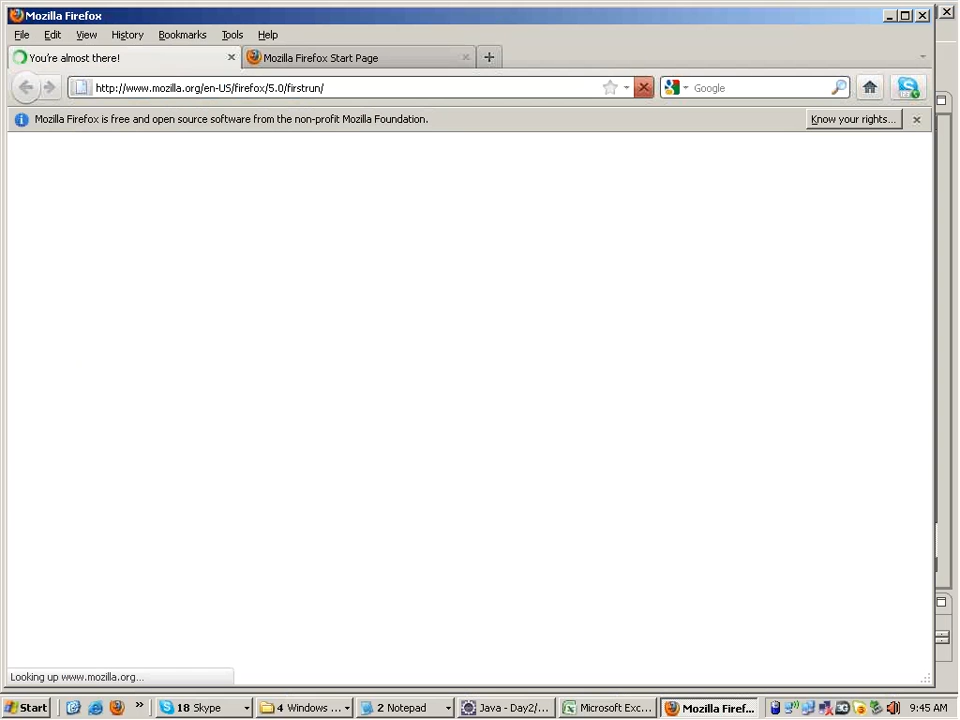 Mozilla Firefox
File Edit View History Bookmarks Tools Help
You're almost there! Mozilla Firefox Start Page
http://www.mozilla.org/en-US/firefox/5.0/firstrun/ Google
Mozilla Firefox is free and open source software from the non-profit Mozilla Foundation. Know your rights...
Looking up www.mozilla.org...
Start 18 Skype 4 Windows ... 2 Notepad Java - Day2/... Microsoft Exc... Mozilla Firef... 9:45 AM